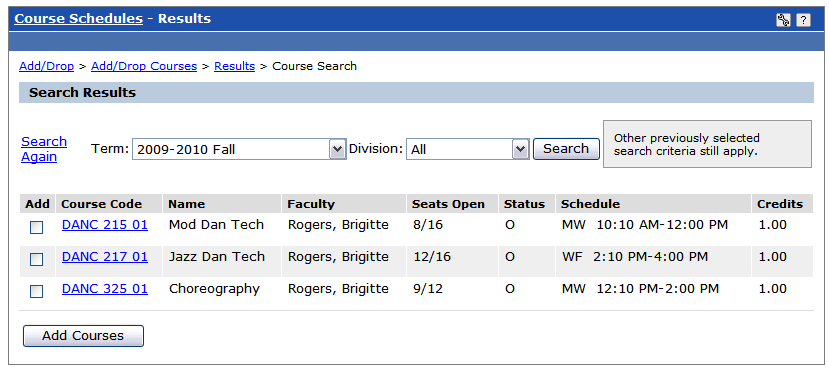 Course Schedules - Results
?
Add/Drop > Add/Drop Courses > Results > Course Search
Search Results
Search Again
Term: 2009-2010 Fall Division: All Search
Other previously selected
search criteria still apply.
Add Course Code Name Faculty Seats Open Status Schedule Credits
DANC 215 01 Mod Dan Tech Rogers, Brigitte 8/16 O MW 10:10 AM-12:00 PM 1.00
DANC 217 01 Jazz Dan Tech Rogers, Brigitte 12/16 O WF 2:10 PM-4:00 PM 1.00
DANC 325 01 Choreography Rogers, Brigitte 9/12 O MW 12:10 PM-2:00 PM 1.00
Add Courses